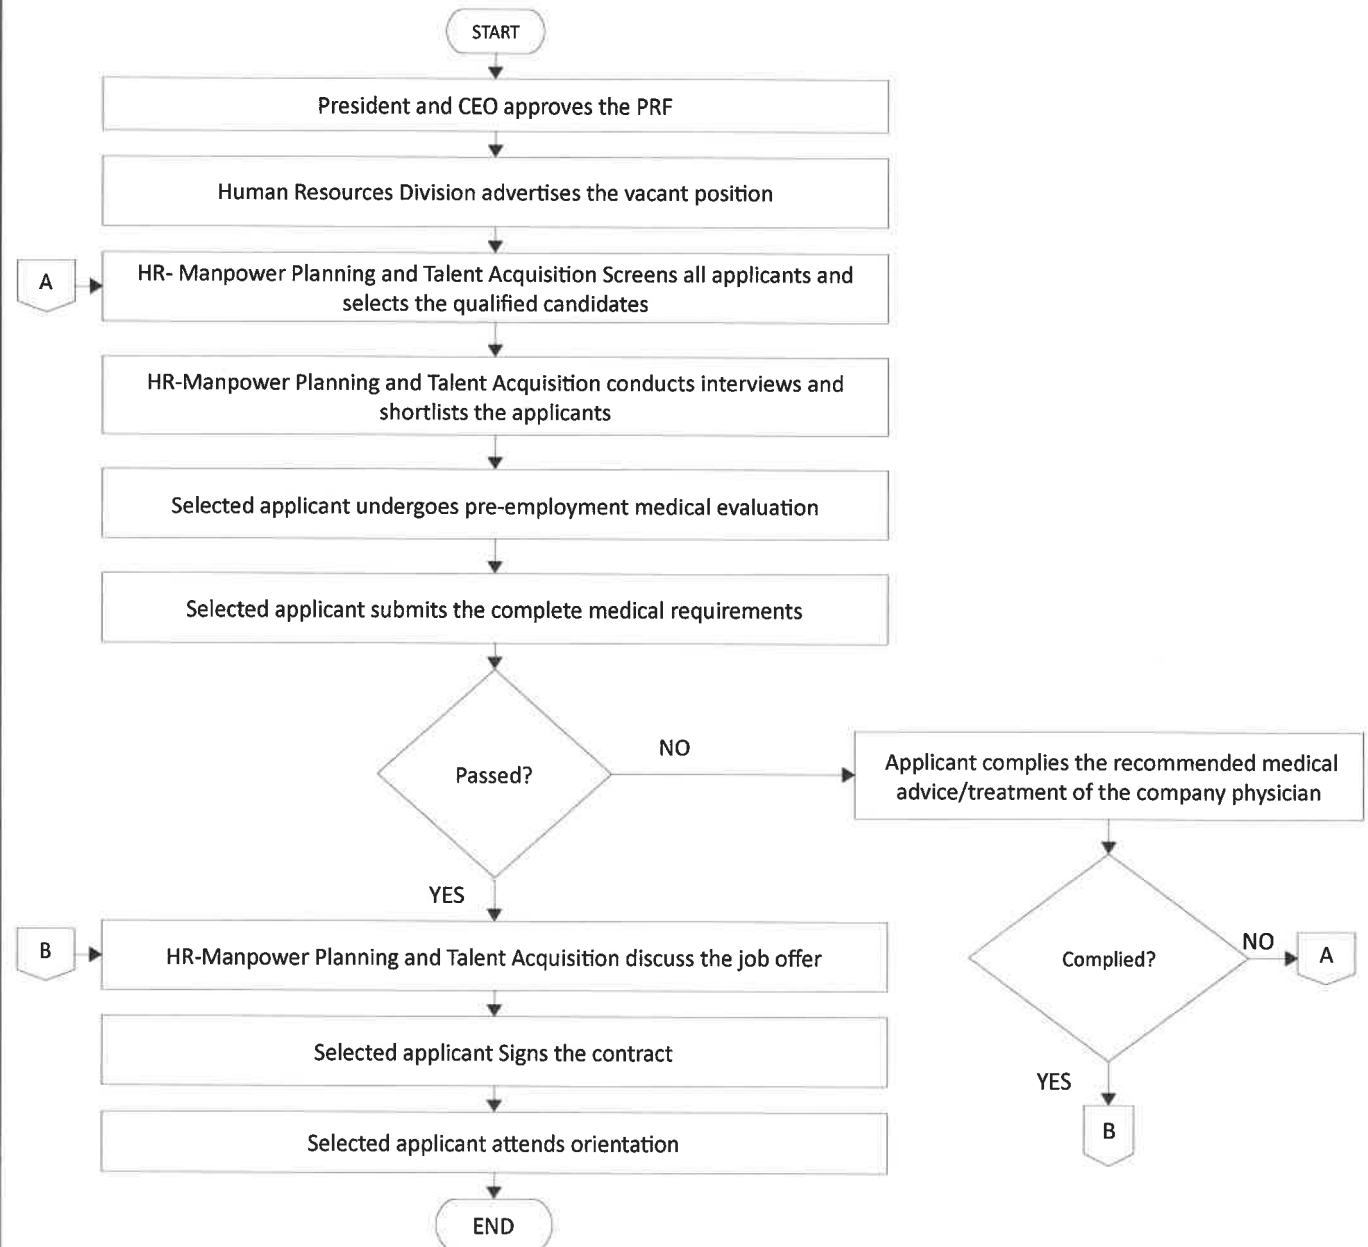 START
President and CEO approves the PRF
Human Resources Division advertises the vacant position
A
HR- Manpower Planning and Talent Acquisition Screens all applicants and
selects the qualified candidates
HR-Manpower Planning and Talent Acquisition conducts interviews and
shortlists the applicants
Selected applicant undergoes pre-employment medical evaluation
Selected applicant submits the complete medical requirements
Passed?
NO
Applicant complies the recommended medical
advice/treatment of the company physician
YES
Complied?
NO
A
YES
B
B
HR-Manpower Planning and Talent Acquisition discuss the job offer
Selected applicant Signs the contract
Selected applicant attends orientation
END